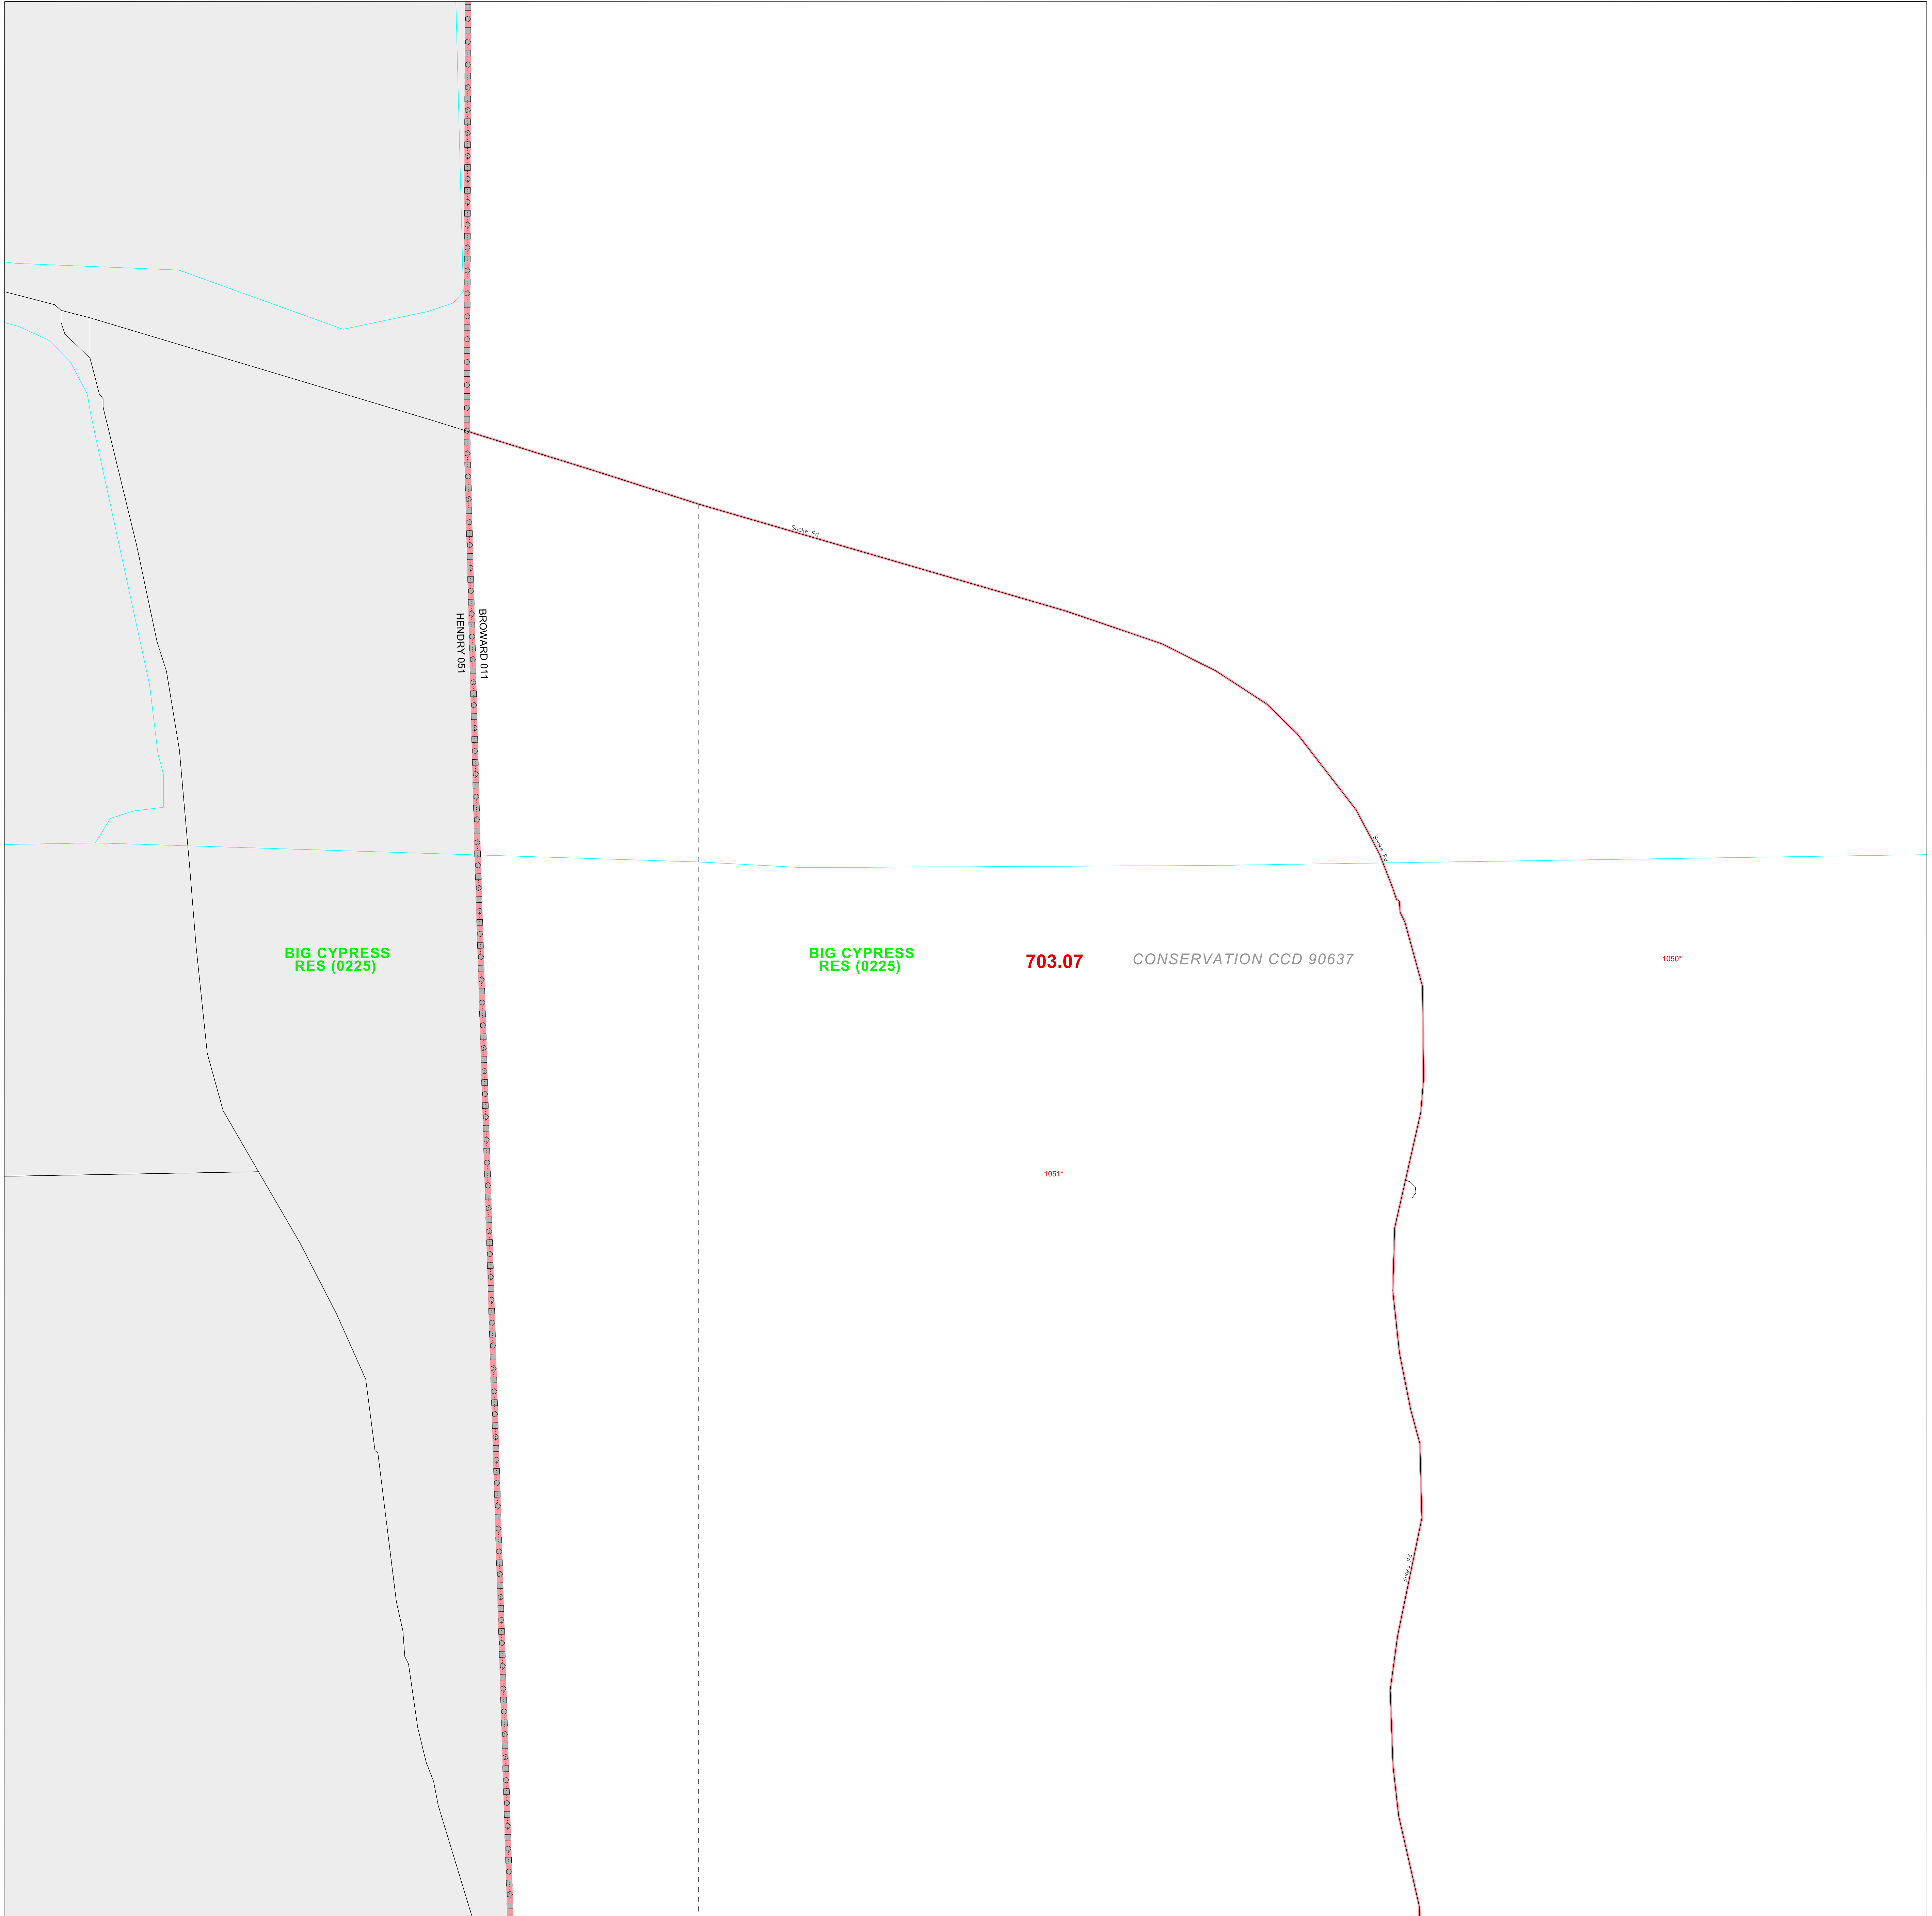 Snake Rd
BROWARD 011
HENDRY 051
Snake Rd
BIG CYPRESS
RES (0225)
BIG CYPRESS
RES (0225)
703.07
CONSERVATION CCD 90637
1050*
1051*
Snake Rd